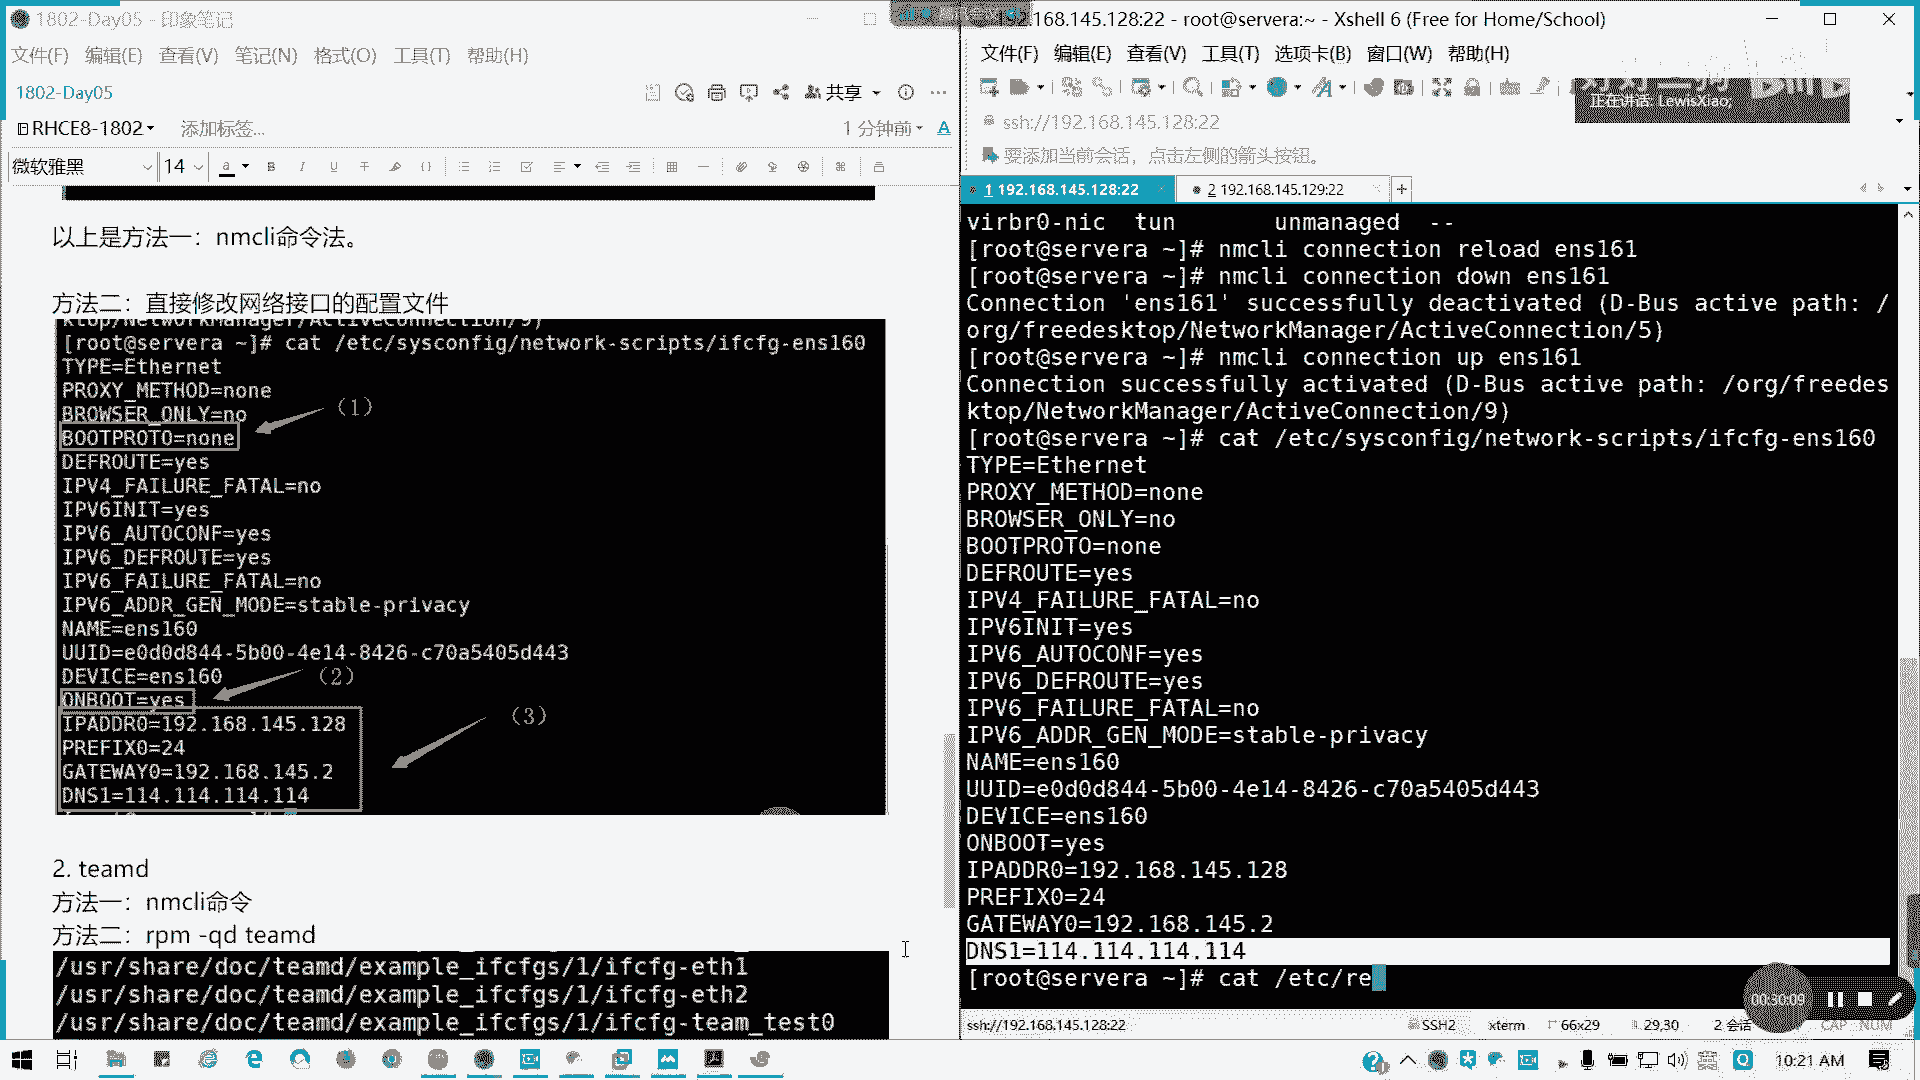 1802-Day05 - 印象笔记
文件(F) 编辑(E) 查看(V) 笔记(N) 格式(O) 工具(T) 帮助(H)
1802-Day05
共享
RHCE8-1802 添加标签...
1 分钟前
微软雅黑 14
以上是方法一：nmcli命令法。
方法二：直接修改网络接口的配置文件
ktop/NetworkManager/ActiveConnection/9)
[root@servera ~]# cat /etc/sysconfig/network-scripts/ifcfg-ens160
TYPE=Ethernet
PROXY_METHOD=none
BROWSER_ONLY=no
（1）
BOOTPROTO=none
DEFROUTE=yes
IPV4_FAILURE_FATAL=no
IPV6INIT=yes
IPV6_AUTOCONF=yes
IPV6_DEFROUTE=yes
IPV6_FAILURE_FATAL=no
IPV6_ADDR_GEN_MODE=stable-privacy
NAME=ens160
UUID=e0d0d844-5b00-4e14-8426-c70a5405d443
DEVICE=ens160
（2）
ONBOOT=yes
（3）
IPADDR0=192.168.145.128
PREFIX0=24
GATEWAY0=192.168.145.2
DNS1=114.114.114.114
2. teamd
方法一：nmcli命令
方法二：rpm -qd teamd
/usr/share/doc/teamd/example_ifcfgs/1/ifcfg-eth1
/usr/share/doc/teamd/example_ifcfgs/1/ifcfg-eth2
/usr/share/doc/teamd/example_ifcfgs/1/ifcfg-team_test0
.168.145.128:22 - root@servera:~ - Xshell 6 (Free for Home/School)
文件(F) 编辑(E) 查看(V) 工具(T) 选项卡(B) 窗口(W) 帮助(H)
正在讲话: LewisXiao;
ssh://192.168.145.128:22
要添加当前会话，点击左侧的箭头按钮。
1 192.168.145.128:22
2 192.168.145.129:22
virbr0-nic tun unmanaged --
[root@servera ~]# nmcli connection reload ens161
[root@servera ~]# nmcli connection down ens161
Connection 'ens161' successfully deactivated (D-Bus active path: /
org/freedesktop/NetworkManager/ActiveConnection/5)
[root@servera ~]# nmcli connection up ens161
Connection successfully activated (D-Bus active path: /org/freedes
ktop/NetworkManager/ActiveConnection/9)
[root@servera ~]# cat /etc/sysconfig/network-scripts/ifcfg-ens160
TYPE=Ethernet
PROXY_METHOD=none
BROWSER_ONLY=no
BOOTPROTO=none
DEFROUTE=yes
IPV4_FAILURE_FATAL=no
IPV6INIT=yes
IPV6_AUTOCONF=yes
IPV6_DEFROUTE=yes
IPV6_FAILURE_FATAL=no
IPV6_ADDR_GEN_MODE=stable-privacy
NAME=ens160
UUID=e0d0d844-5b00-4e14-8426-c70a5405d443
DEVICE=ens160
ONBOOT=yes
IPADDR0=192.168.145.128
PREFIX0=24
GATEWAY0=192.168.145.2
DNS1=114.114.114.114
[root@servera ~]# cat /etc/re
00:30:09
ssh://192.168.145.128:22 SSH2 xterm 66x29 29,30 2 会话 CAP NUM
10:21 AM